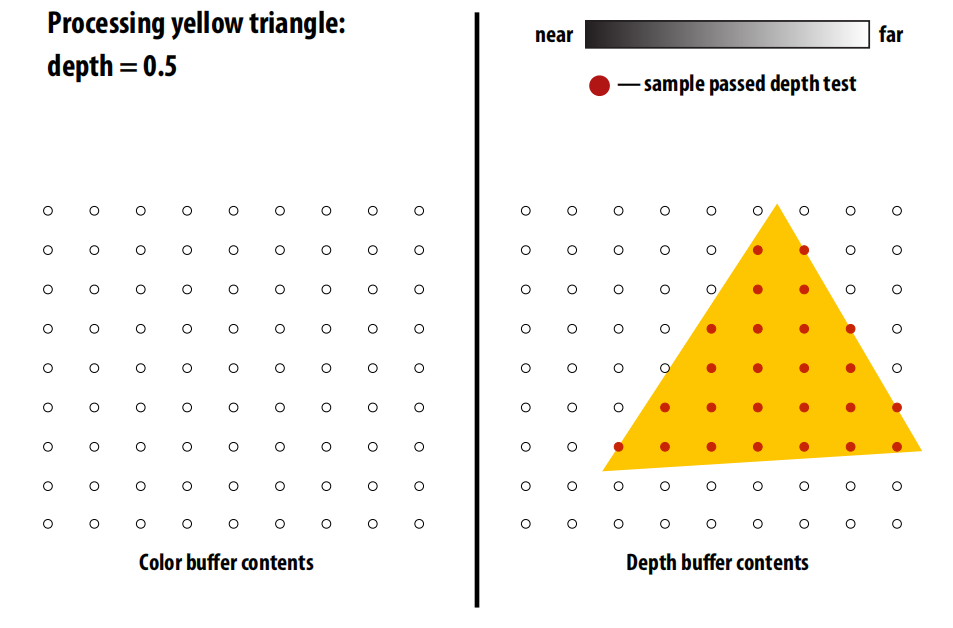 Processing yellow triangle:
depth = 0.5
near far
— sample passed depth test
Color buffer contents
Depth buffer contents